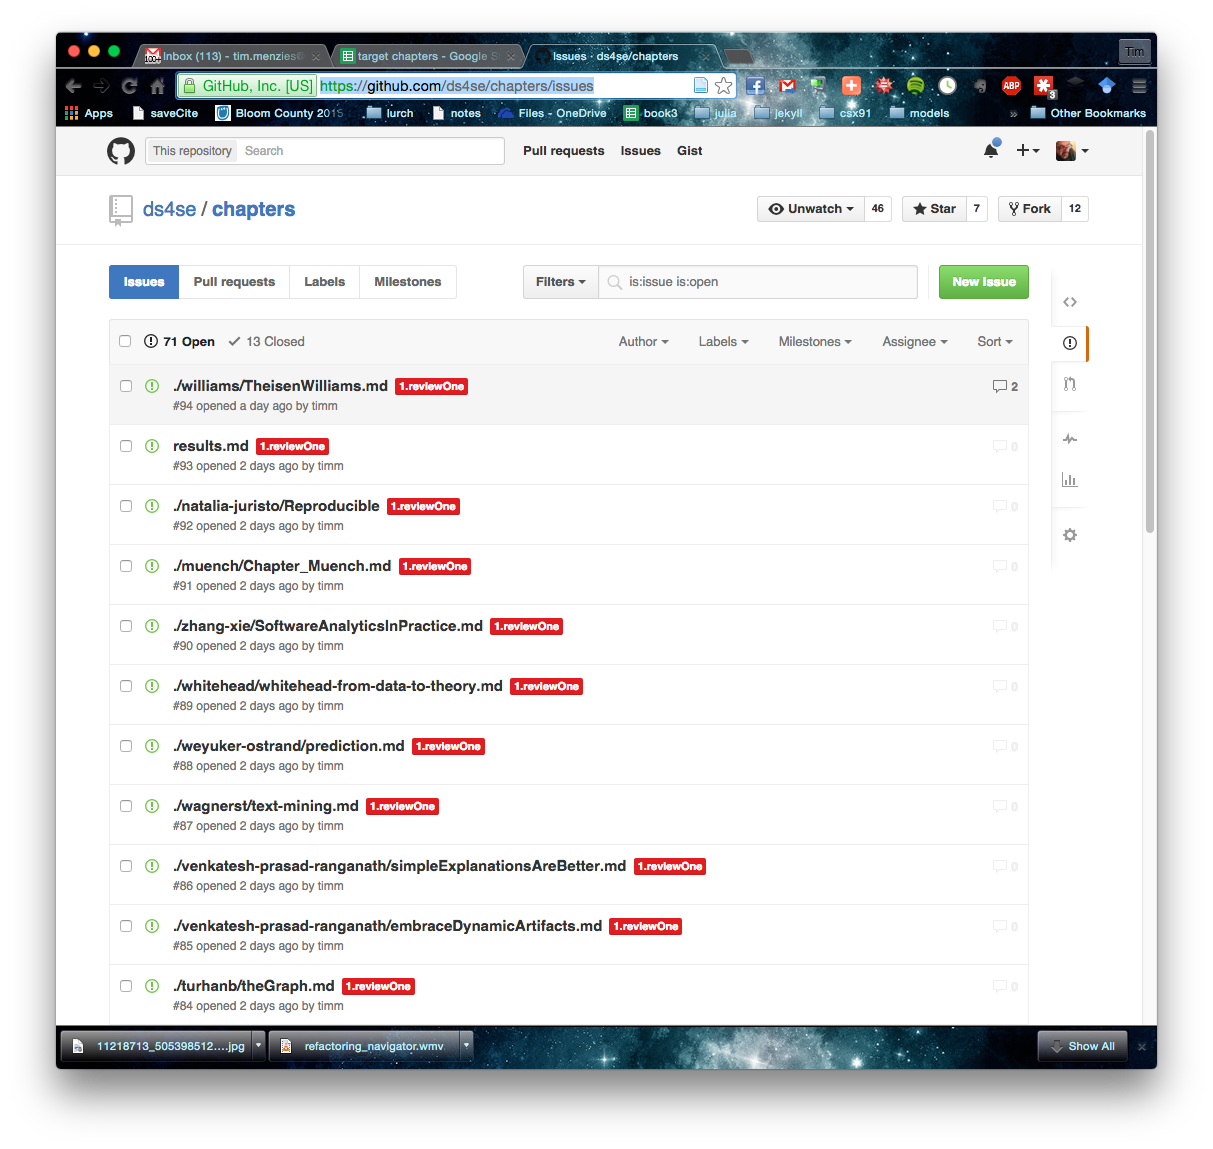 Inbox (113) - tim.menzies
target chapters - Google S
Issues · ds4se/chapters
Tim
GitHub, Inc. [US] https://github.com/ds4se/chapters/issues
ABP
3
Apps saveCite Bloom County 2015 lurch notes Files - OneDrive book3 julia jekyll csx91 models » Other Bookmarks
This repository Search Pull requests Issues Gist
ds4se / chapters
Unwatch 46 Star 7 Fork 12
Issues Pull requests Labels Milestones Filters is:issue is:open New Issue
71 Open 13 Closed Author Labels Milestones Assignee Sort
./williams/TheisenWilliams.md 1.reviewOne 2
#94 opened a day ago by timm
results.md 1.reviewOne 0
#93 opened 2 days ago by timm
./natalia-juristo/Reproducible 1.reviewOne 0
#92 opened 2 days ago by timm
./muench/Chapter_Muench.md 1.reviewOne 0
#91 opened 2 days ago by timm
./zhang-xie/SoftwareAnalyticsInPractice.md 1.reviewOne 0
#90 opened 2 days ago by timm
./whitehead/whitehead-from-data-to-theory.md 1.reviewOne 0
#89 opened 2 days ago by timm
./weyuker-ostrand/prediction.md 1.reviewOne 0
#88 opened 2 days ago by timm
./wagnerst/text-mining.md 1.reviewOne 0
#87 opened 2 days ago by timm
./venkatesh-prasad-ranganath/simpleExplanationsAreBetter.md 1.reviewOne 0
#86 opened 2 days ago by timm
./venkatesh-prasad-ranganath/embraceDynamicArtifacts.md 1.reviewOne 0
#85 opened 2 days ago by timm
./turhanb/theGraph.md 1.reviewOne 0
#84 opened 2 days ago by timm
11218713_505398512....jpg refactoring_navigator.wmv Show All